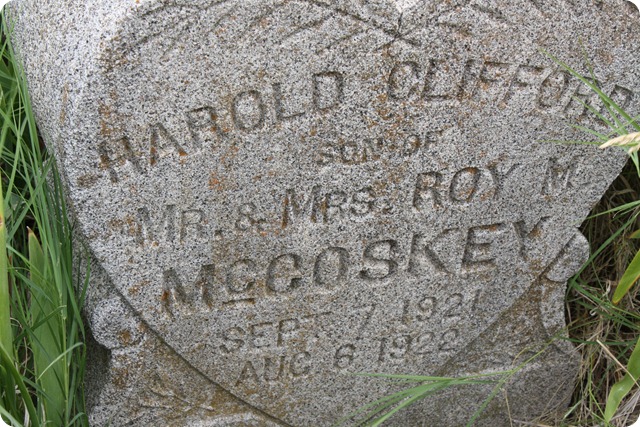 HAROLD CLIFFORD
SON OF
MR. & MRS. ROY M.
McCOSKEY
SEPT. 7, 1921
AUG 6 1922